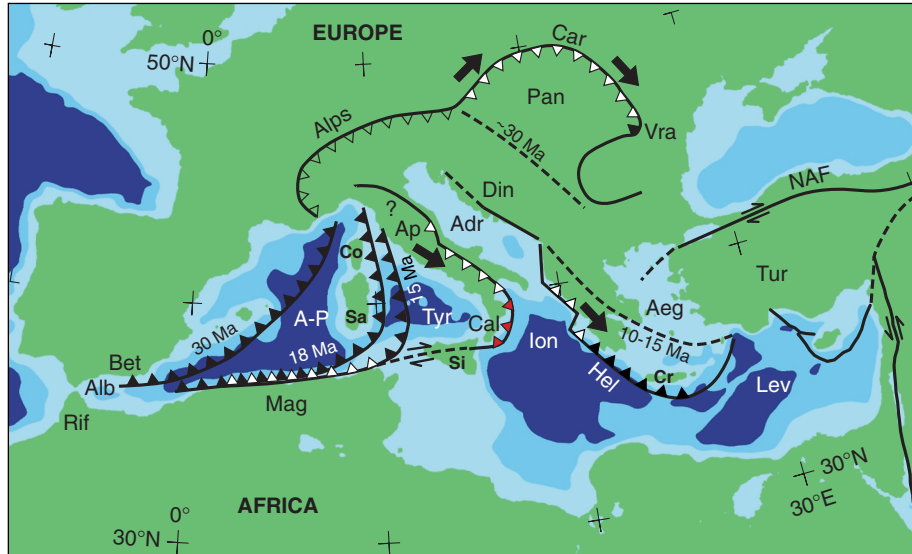 0°
EUROPE
Car
50°N
Pan
Alps
Vra
~30 Ma
Din
NAF
?
Ap
Adr
Co
15 Ma
Tur
Aeg
A-P
Sa
Tyr
Cal
Ion
30 Ma
10-15 Ma
18 Ma
Bet
Si
Hel
Cr
Lev
Alb
Mag
Rif
30°N
30°E
0°
AFRICA
30°N